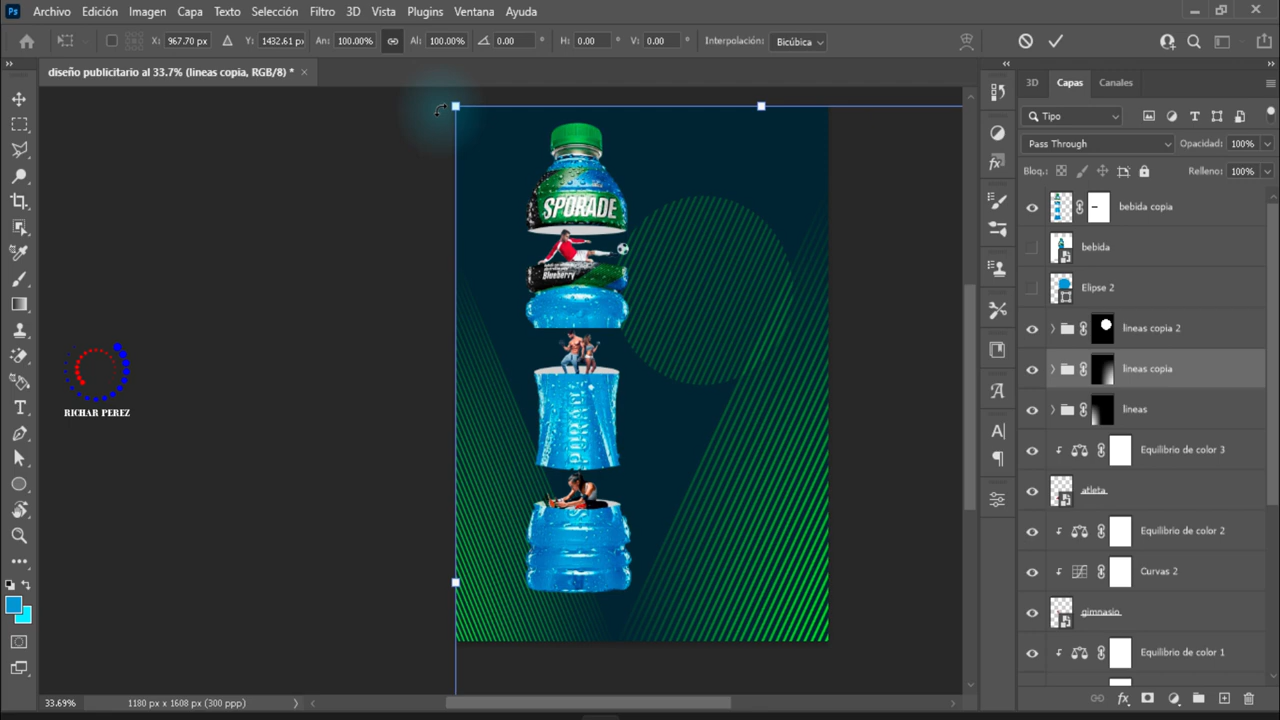 Ps Archivo Edición Imagen Capa Texto Selección Filtro 3D Vista Plugins Ventana Ayuda
X: 967.70 px Y: 1432.61 p An: 100.00% Al: 100.00% 0.00 ° H: 0.00 ° V: 0.00 ° Interpolación: Bicúbica
diseño publicitario al 33.7% (lineas copia, RGB/8) * ×
3D Capas Canales
Tipo
Pass Through Opacidad: 100%
Bloq.: Relleno: 100%
bebida copia
bebida
Elipse 2
lineas copia 2
lineas copia
lineas
Equilibrio de color 3
atleta
Equilibrio de color 2
Curvas 2
gimnasio
Equilibrio de color 1
SPORADE
Blueberry
RICHAR PEREZ
33.69% 1180 px x 1608 px (300 ppp)